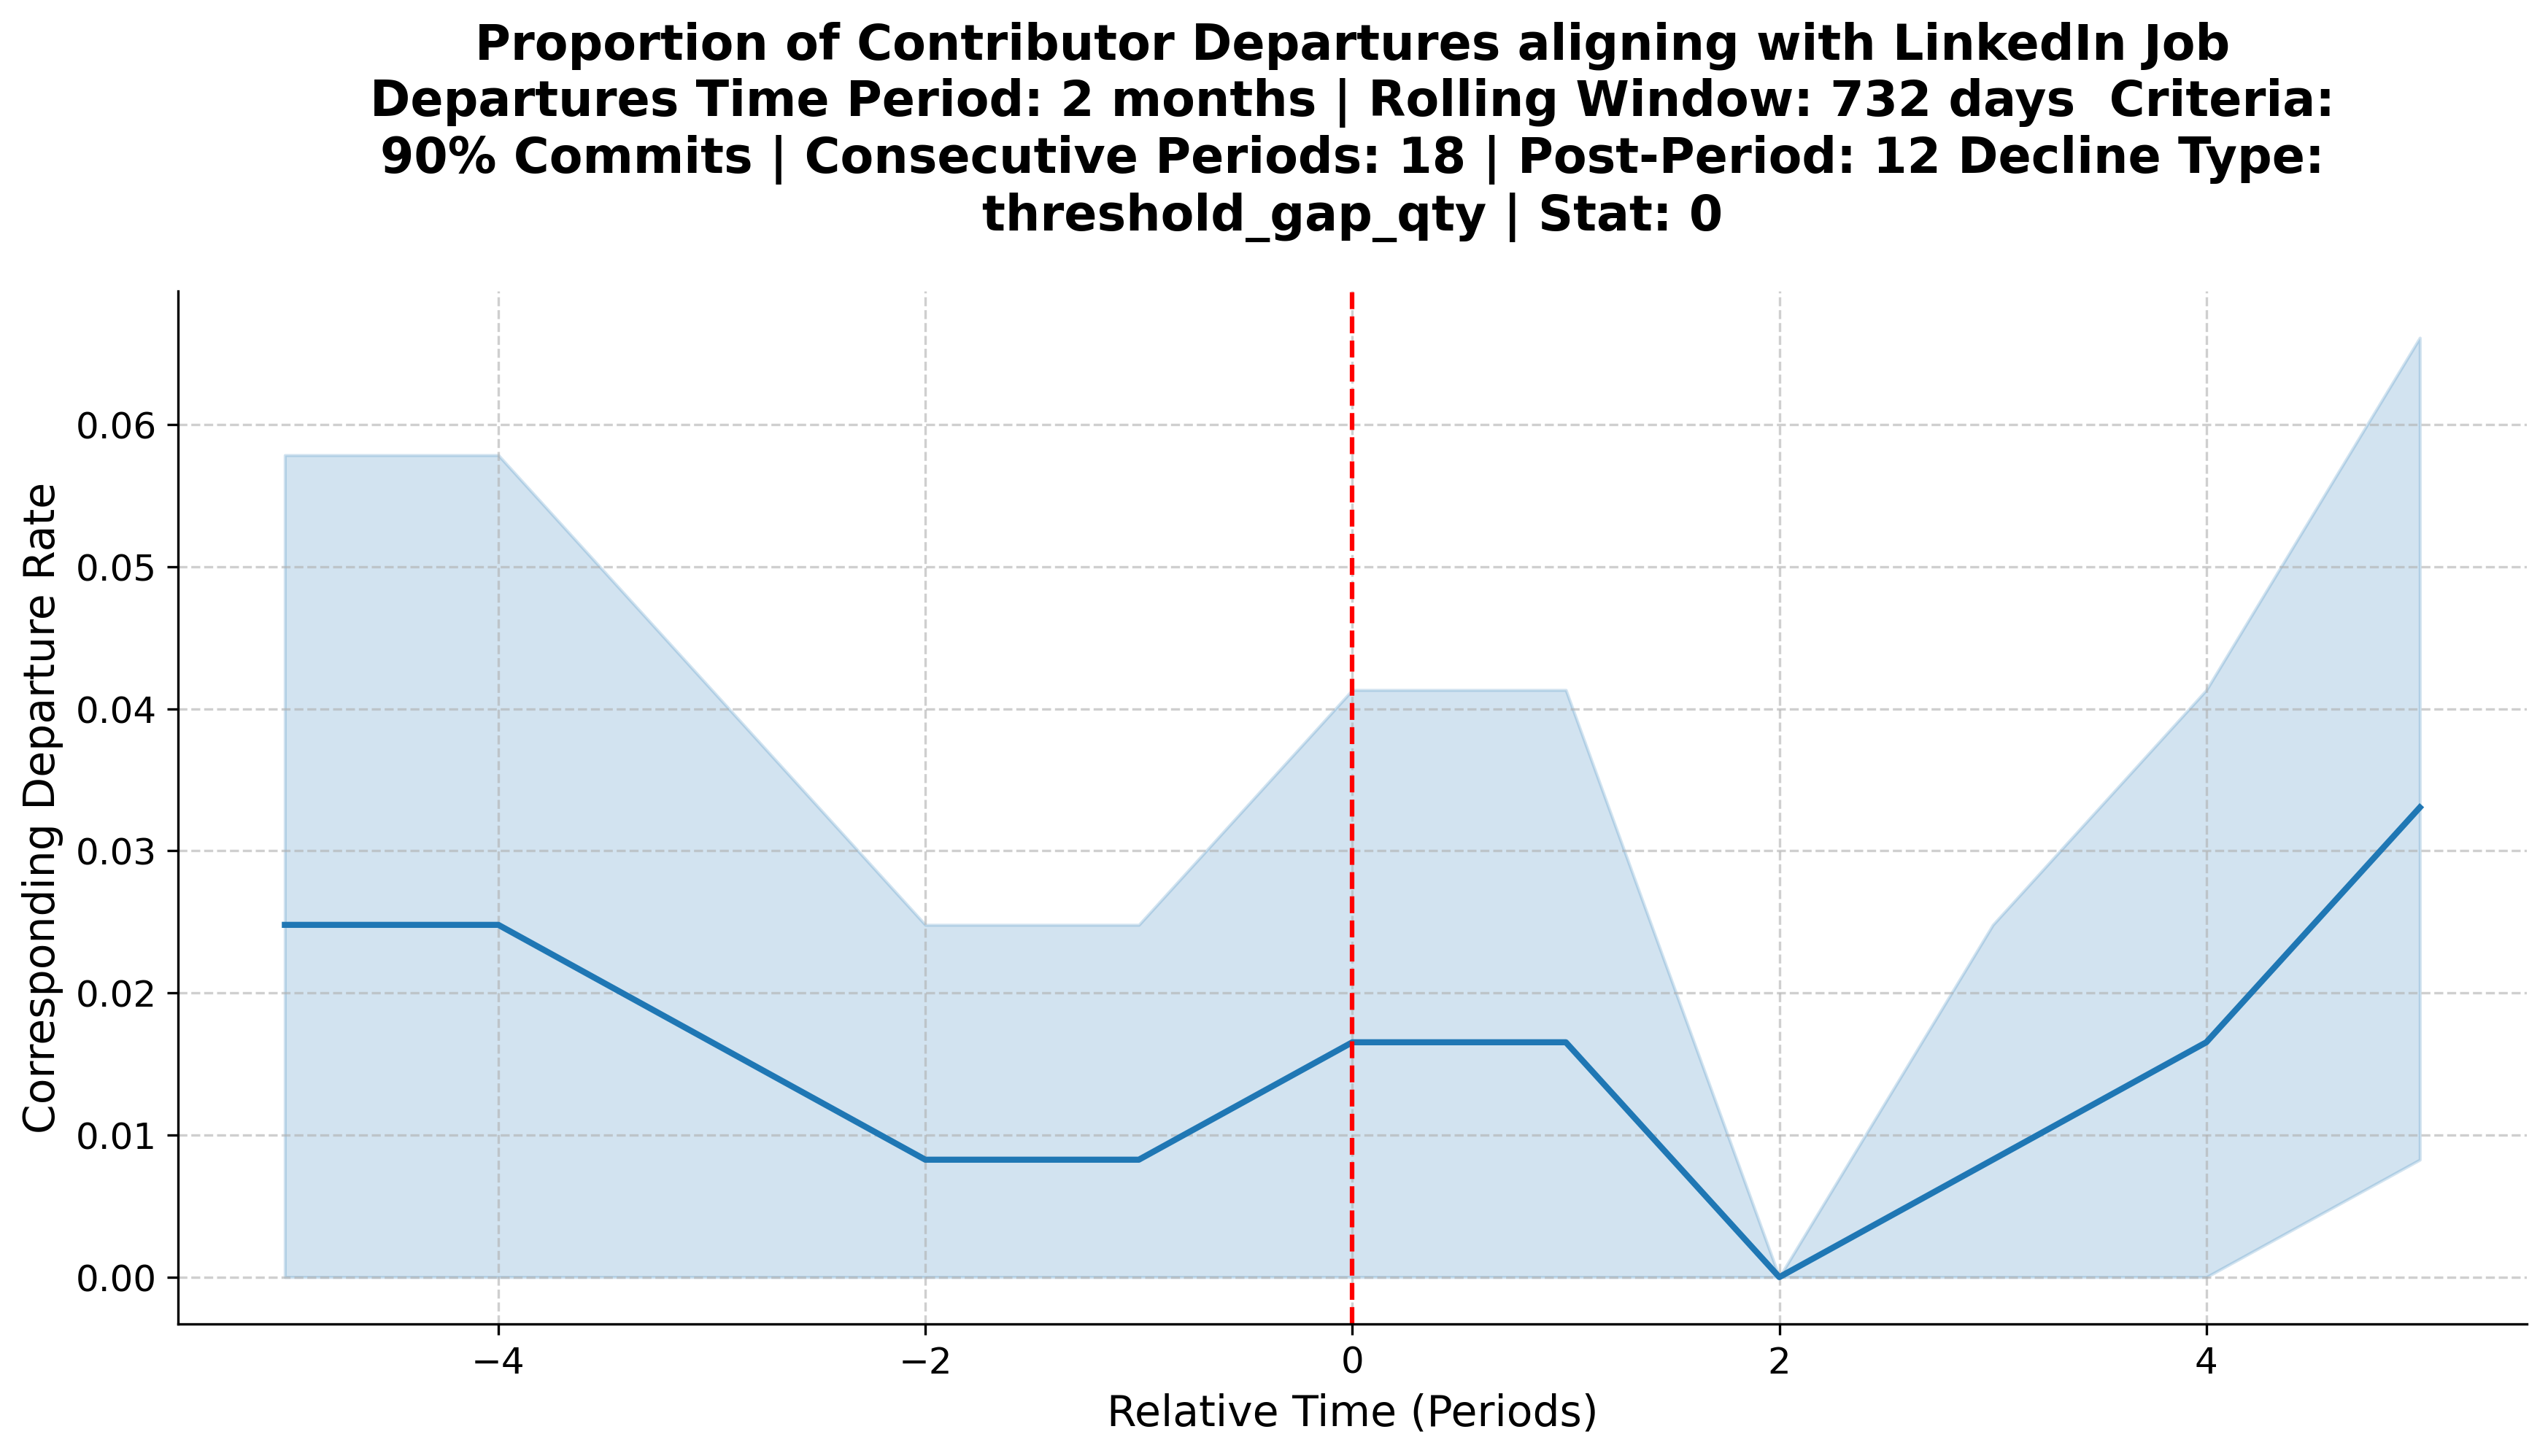 Proportion of Contributor Departures aligning with LinkedIn Job
Departures Time Period: 2 months | Rolling Window: 732 days  Criteria:
90% Commits | Consecutive Periods: 18 | Post-Period: 12 Decline Type:
threshold_gap_qty | Stat: 0
Corresponding Departure Rate
0.06
0.05
0.04
0.03
0.02
0.01
0.00
−4
−2
0
2
4
Relative Time (Periods)